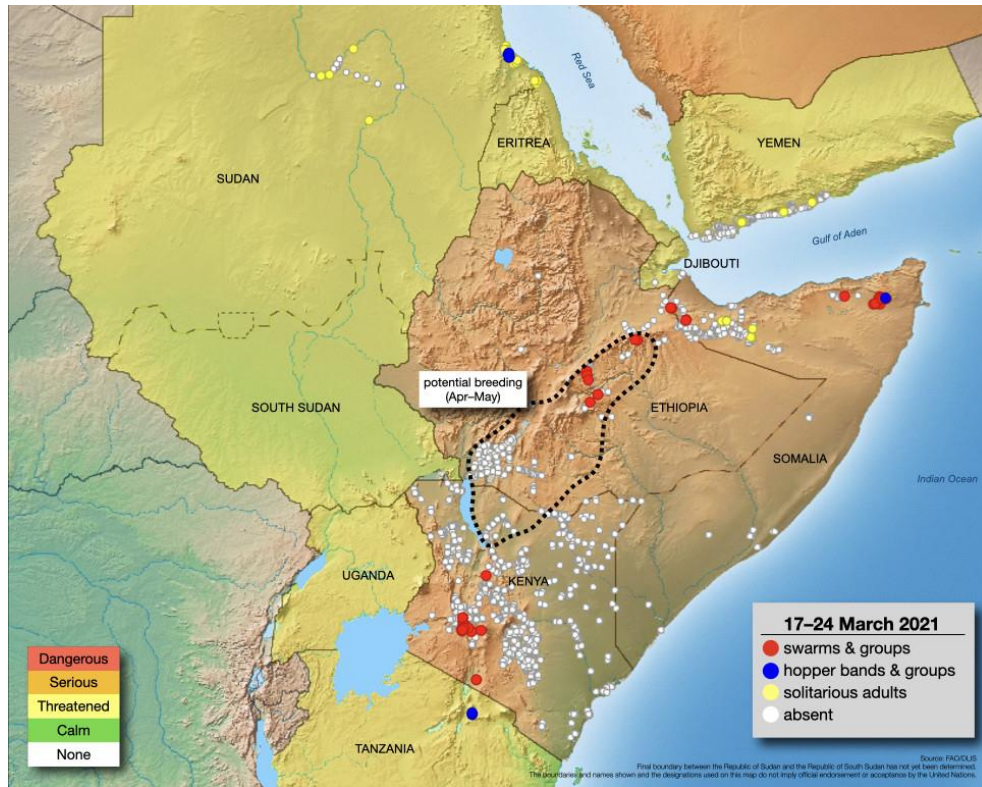 Red Sea
ERITREA
YEMEN
SUDAN
Gulf of Aden
DJIBOUTI
potential breeding
(Apr–May)
SOUTH SUDAN
ETHIOPIA
SOMALIA
Indian Ocean
UGANDA
KENYA
TANZANIA
Dangerous
Serious
Threatened
Calm
None
17–24 March 2021
swarms & groups
hopper bands & groups
solitarious adults
absent
Source: FAO/DLIS
Final boundary between the Republic of Sudan and the Republic of South Sudan has not yet been determined.
The boundaries and names shown and the designations used on this map do not imply official endorsement or acceptance by the United Nations.